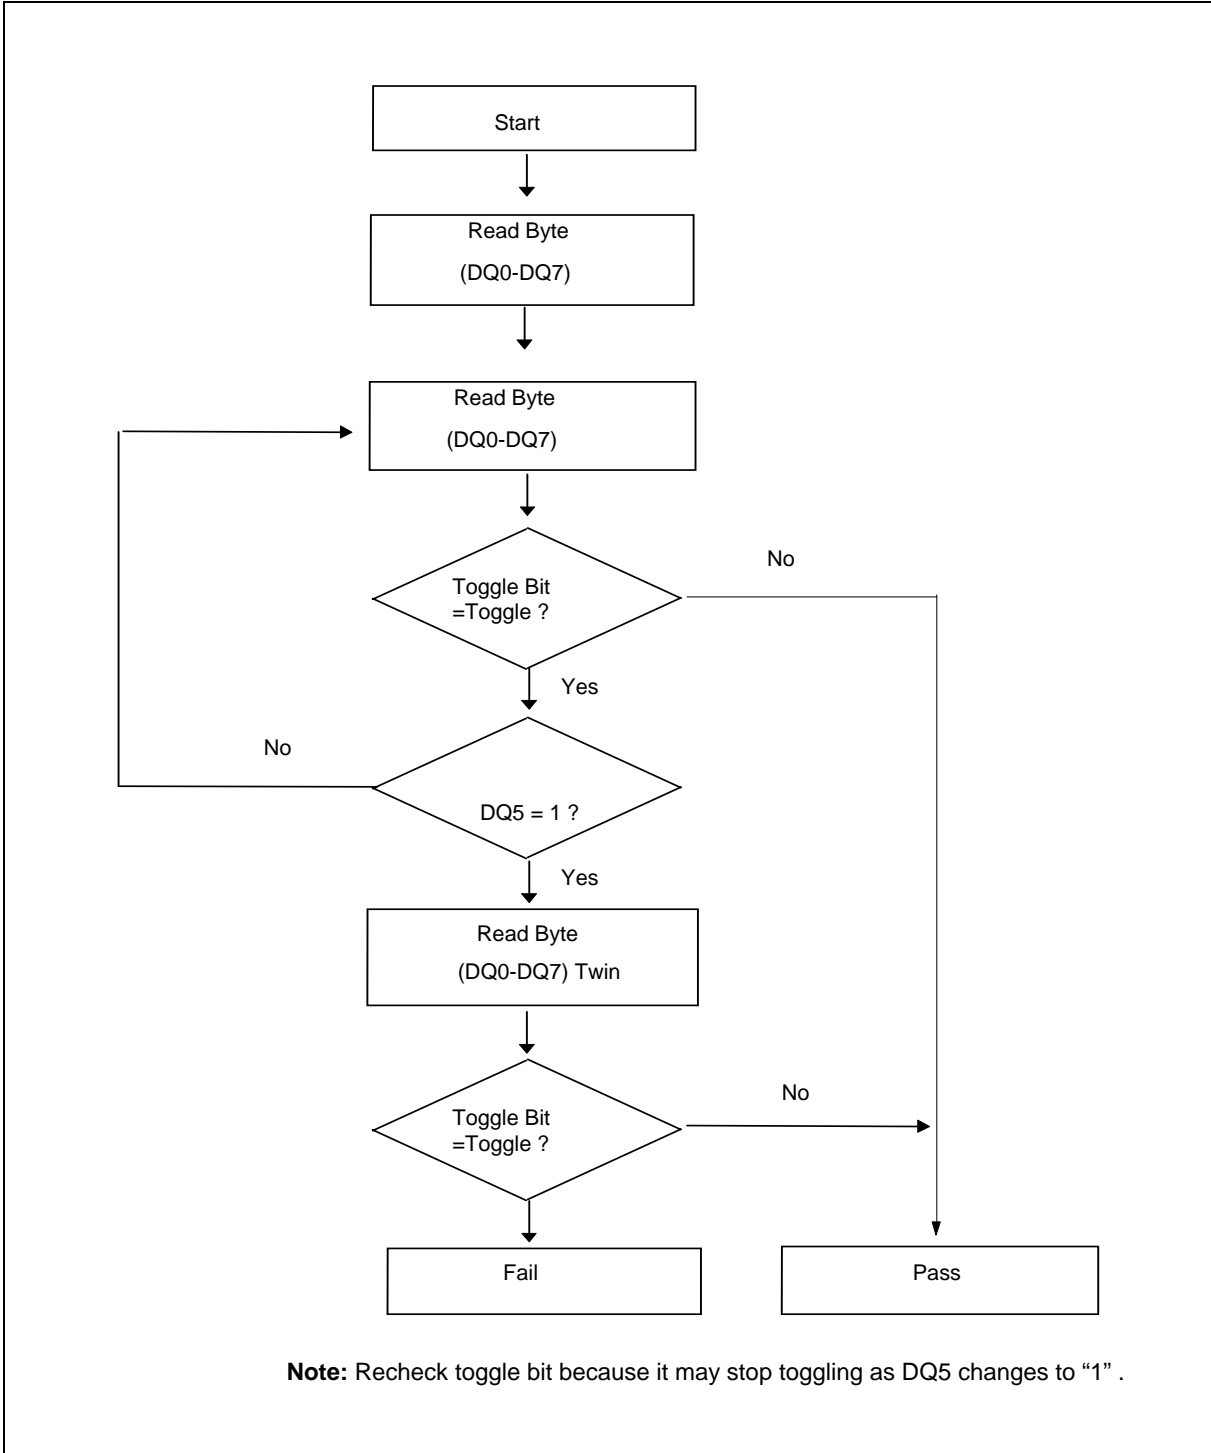 Start
Read Byte
(DQ0-DQ7)
Read Byte
(DQ0-DQ7)
Toggle Bit
=Toggle ?
No
Yes
No
DQ5 = 1 ?
Yes
Read Byte
(DQ0-DQ7) Twin
Toggle Bit
=Toggle ?
No
Fail
Pass
Note: Recheck toggle bit because it may stop toggling as DQ5 changes to “1” .